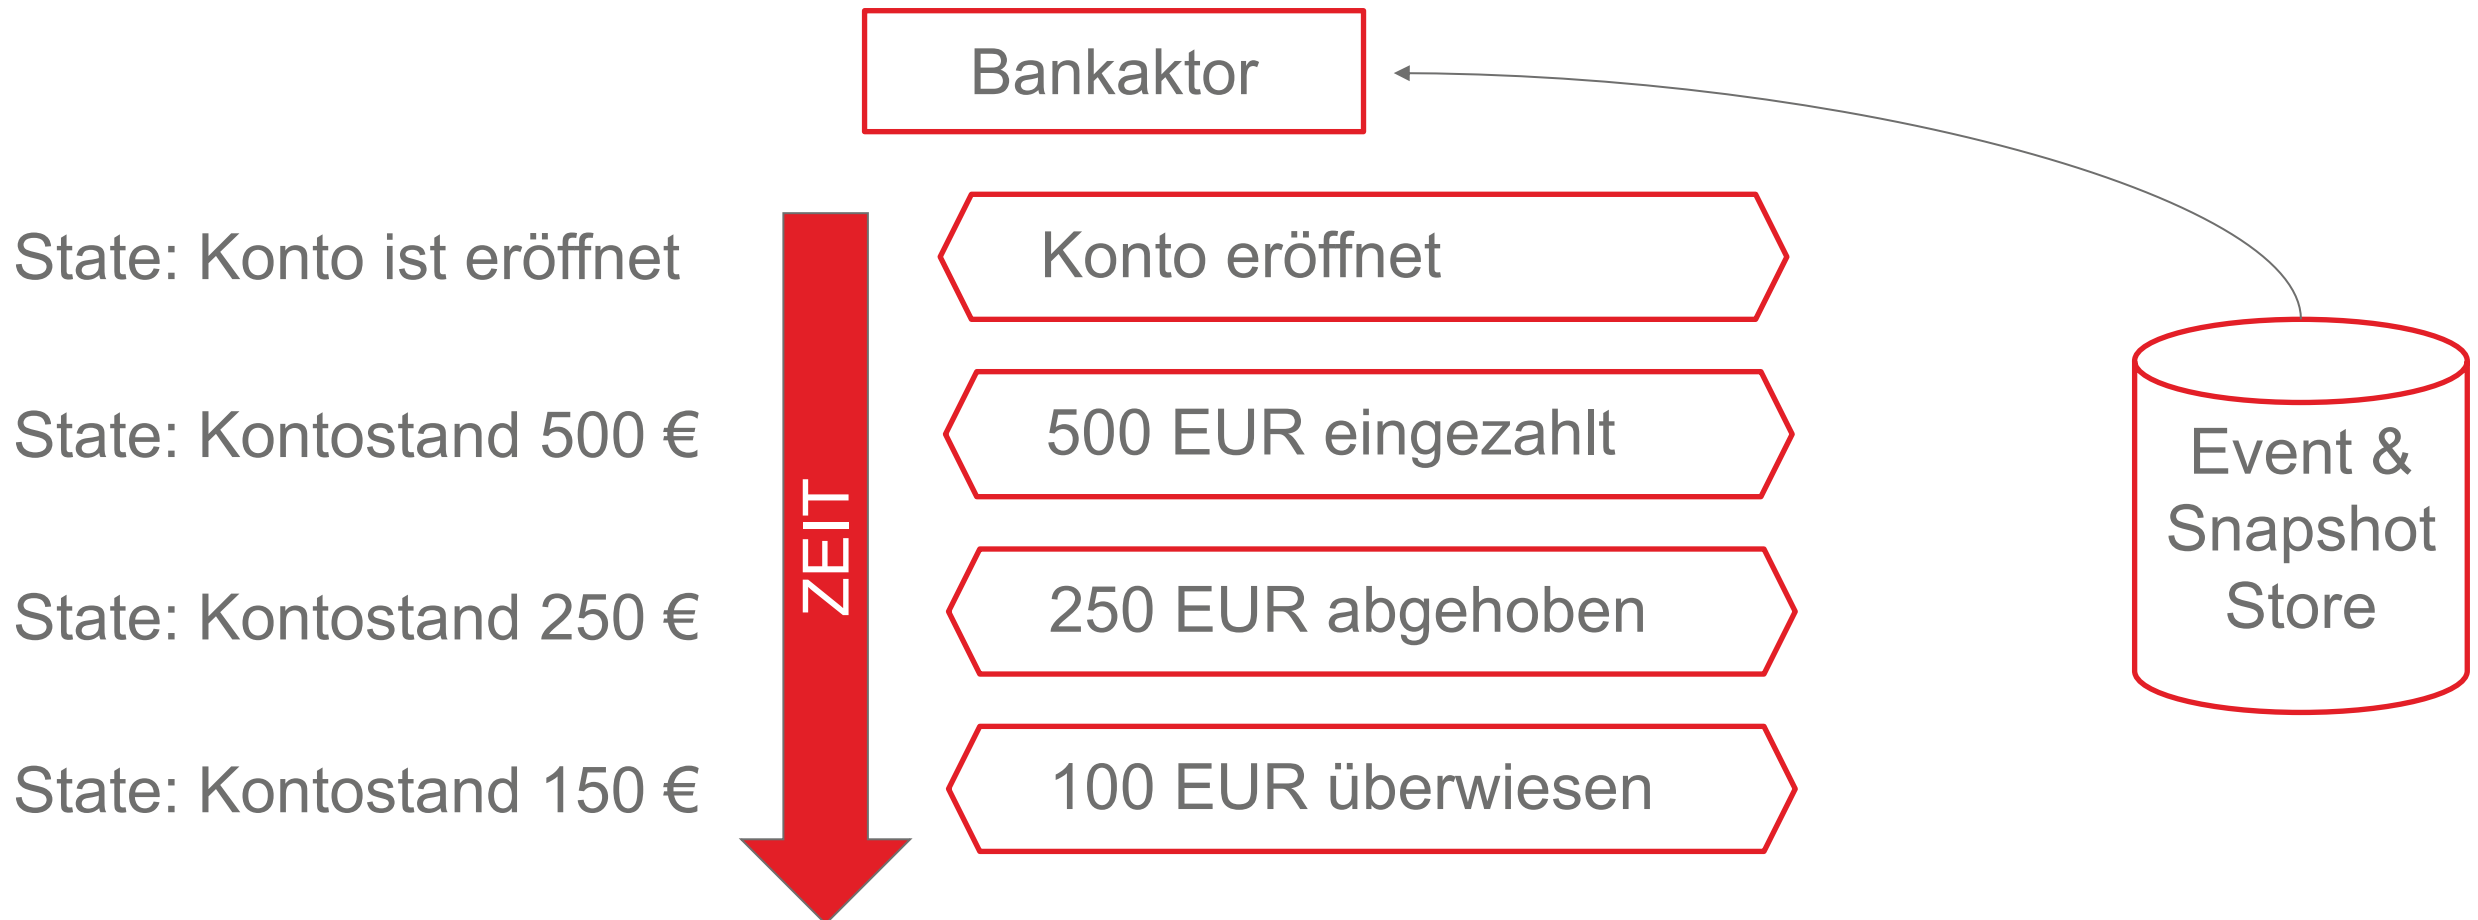 Bankaktor
State: Konto ist eröffnet
Konto eröffnet
State: Kontostand 500 €
500 EUR eingezahlt
State: Kontostand 250 €
250 EUR abgehoben
State: Kontostand 150 €
100 EUR überwiesen
ZEIT
Event &
Snapshot
Store